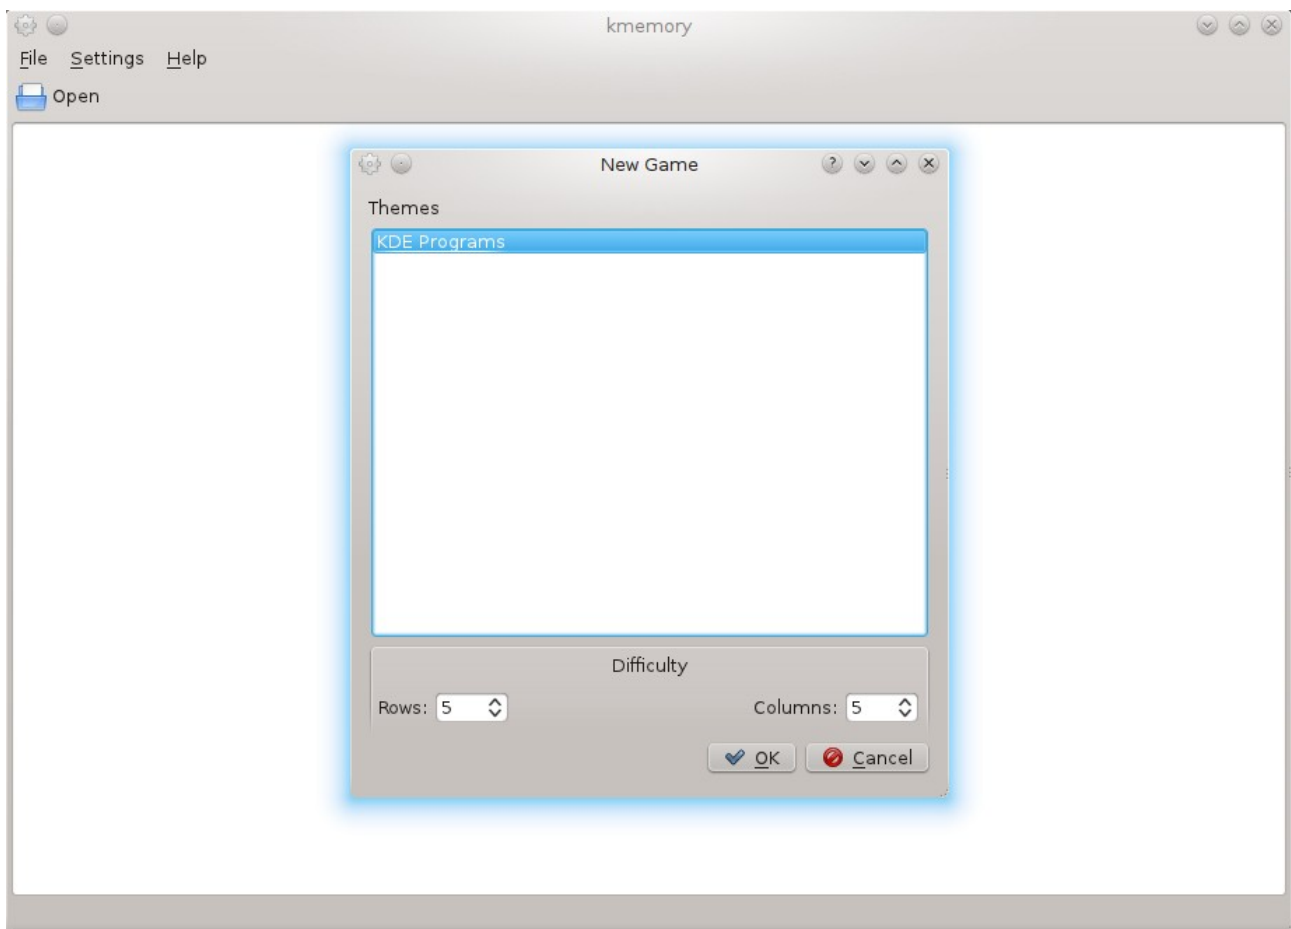 kmemory
File Settings Help
Open
New Game
Themes
KDE Programs
Difficulty
Rows: 5 Columns: 5
OK Cancel